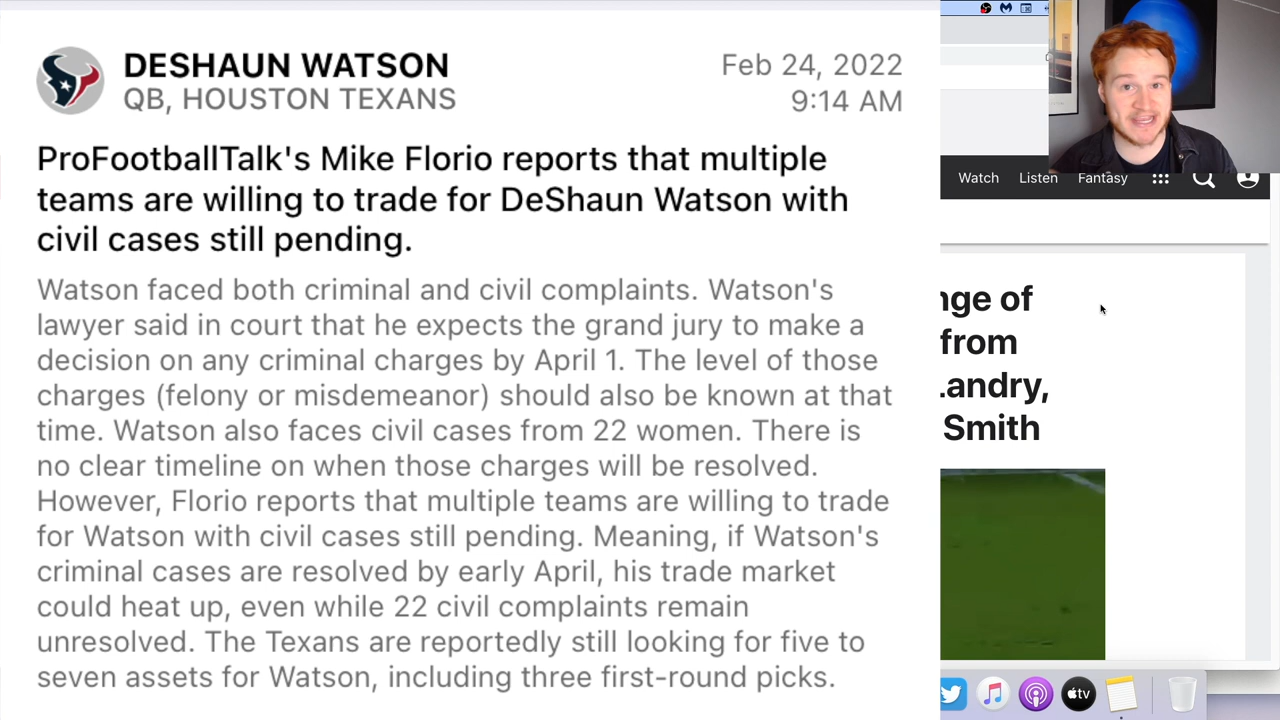 DESHAUN WATSON
QB, HOUSTON TEXANS
Feb 24, 2022
9:14 AM
ProFootballTalk's Mike Florio reports that multiple
teams are willing to trade for DeShaun Watson with
civil cases still pending.
Watson faced both criminal and civil complaints. Watson's
lawyer said in court that he expects the grand jury to make a
decision on any criminal charges by April 1. The level of those
charges (felony or misdemeanor) should also be known at that
time. Watson also faces civil cases from 22 women. There is
no clear timeline on when those charges will be resolved.
However, Florio reports that multiple teams are willing to trade
for Watson with civil cases still pending. Meaning, if Watson's
criminal cases are resolved by early April, his trade market
could heat up, even while 22 civil complaints remain
unresolved. The Texans are reportedly still looking for five to
seven assets for Watson, including three first-round picks.
Watch Listen Fantasy
nge of
from
Landry,
Smith
tv